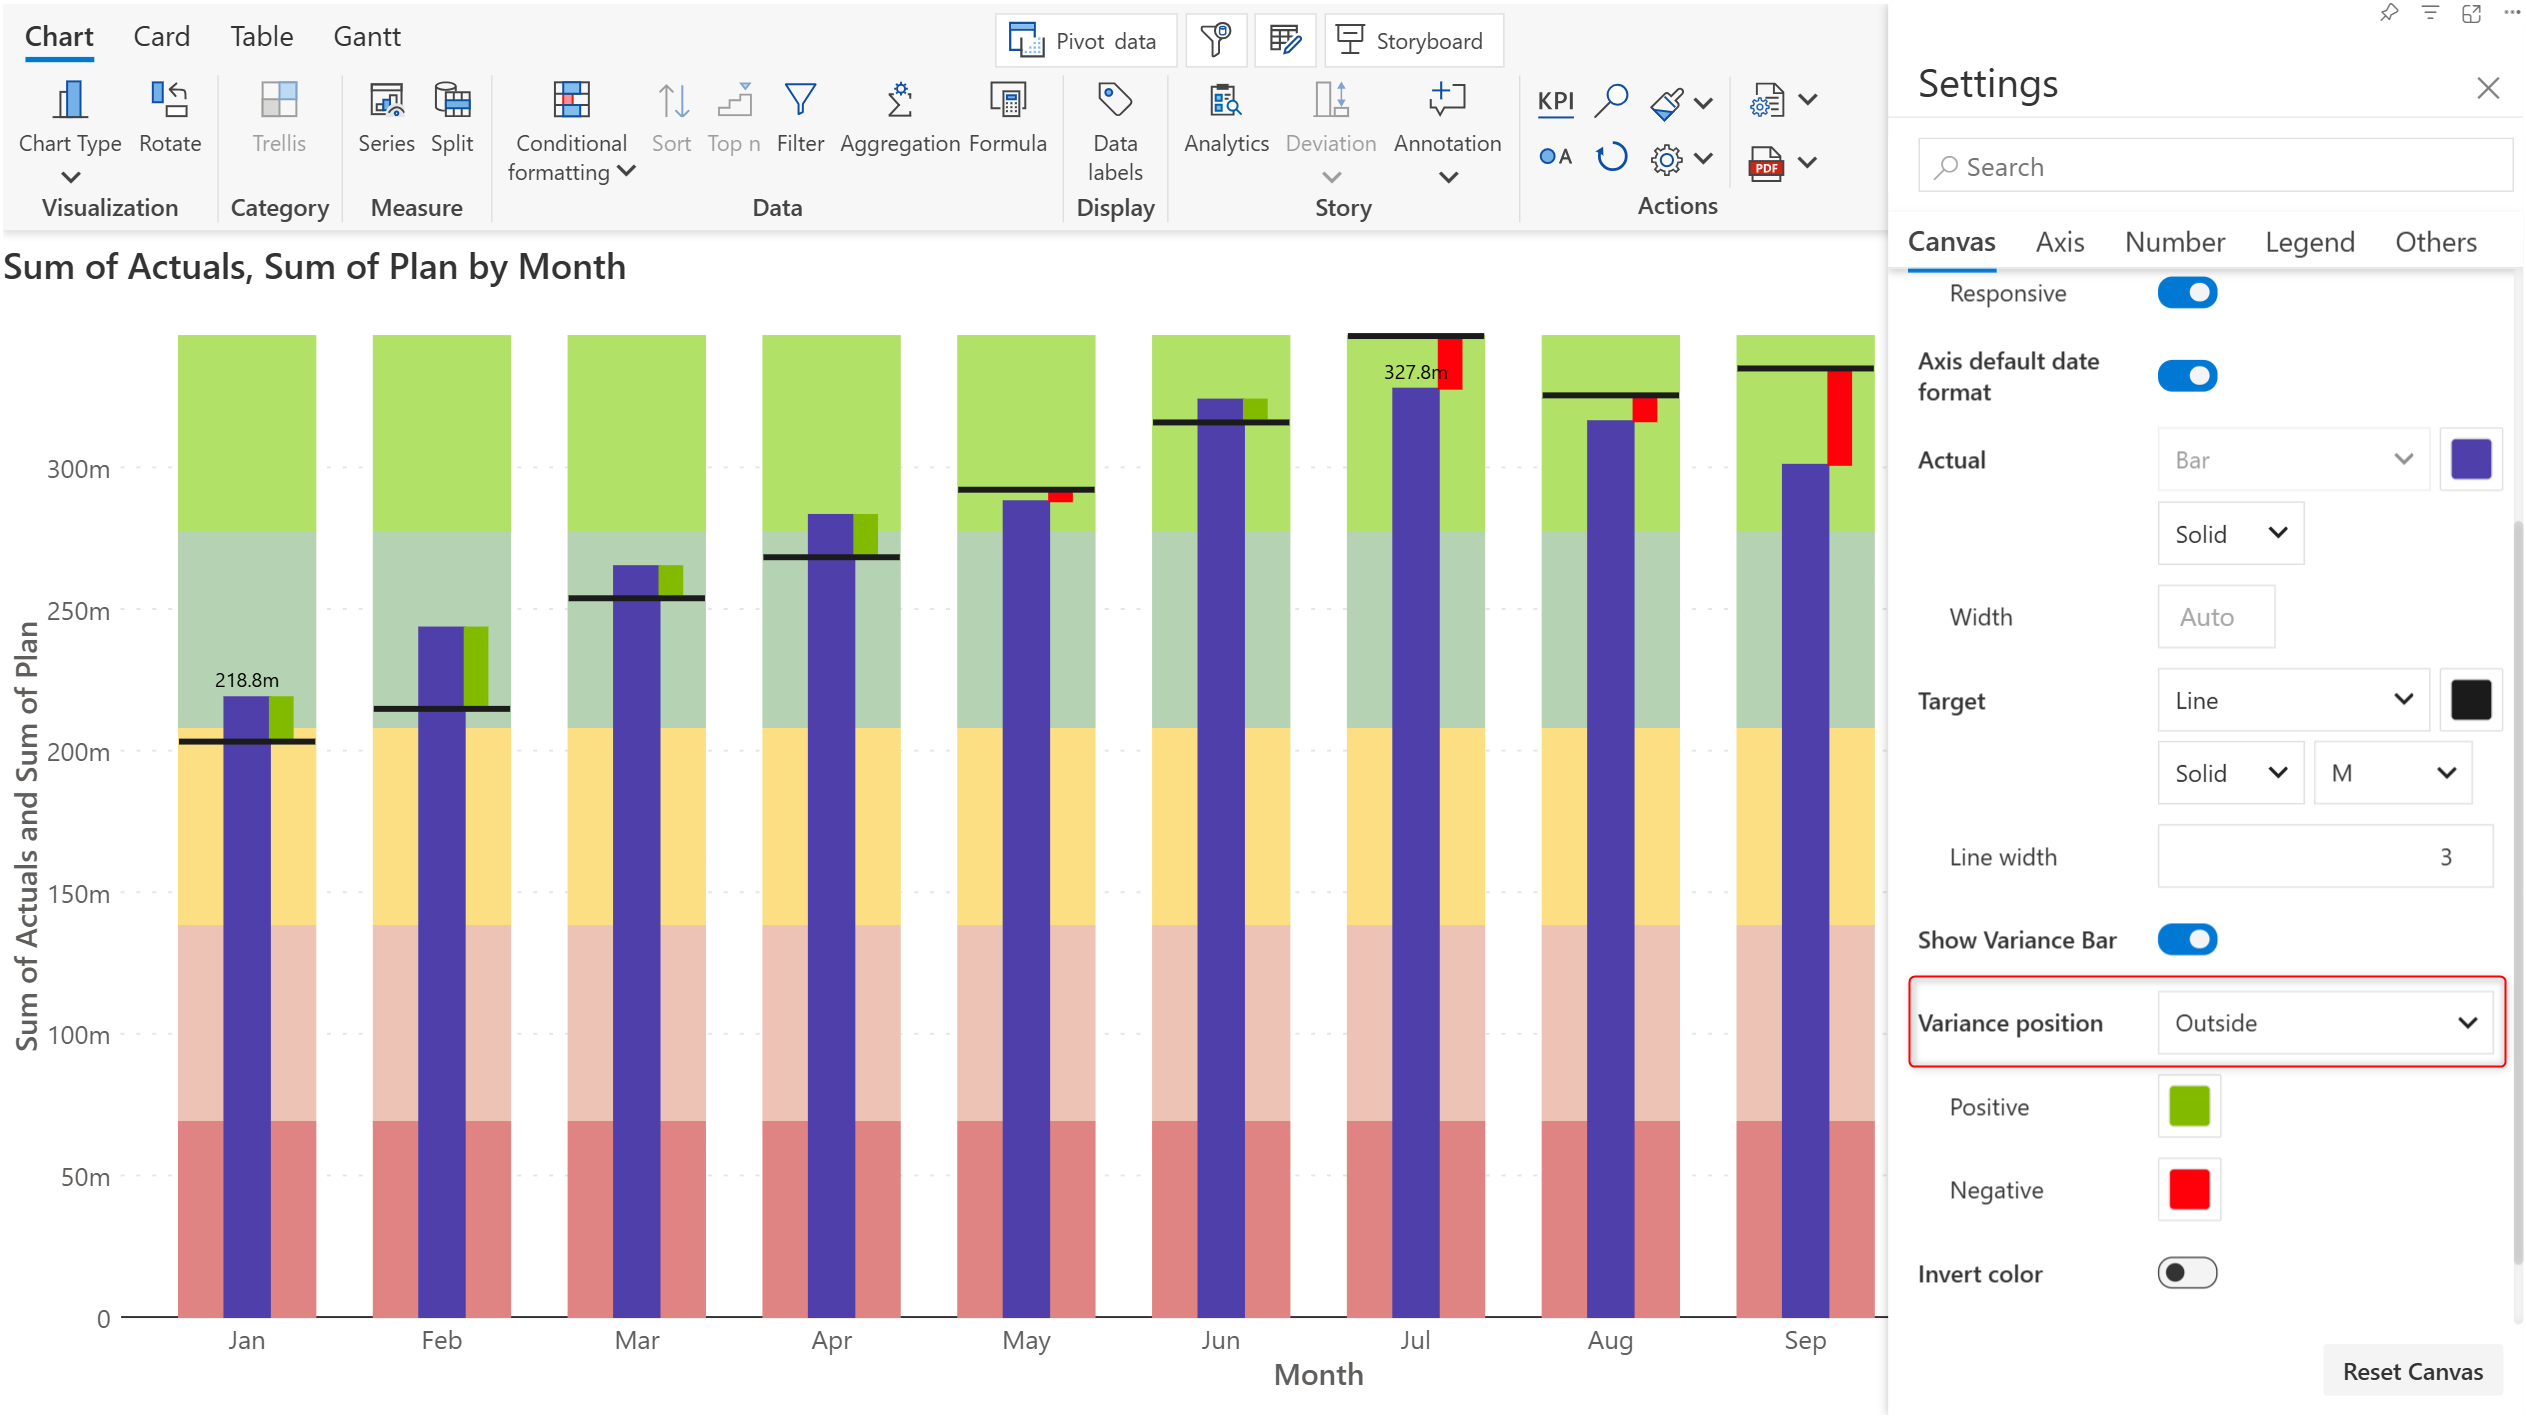 Chart Card Table Gantt
Pivot data Storyboard
Chart Type Rotate Trellis Series Split Conditional formatting Sort Top n Filter Aggregation Formula Data labels Analytics Deviation Annotation KPI A PDF
Visualization Category Measure Data Display Story Actions
Sum of Actuals, Sum of Plan by Month
Sum of Actuals and Sum of Plan
300m
250m
200m
150m
100m
50m
0
218.8m
327.8m
Jan Feb Mar Apr May Jun Jul Aug Sep
Month
Settings
Search
Canvas Axis Number Legend Others
Responsive
Axis default date
format
Actual Bar
Solid
Width Auto
Target Line
Solid M
Line width 3
Show Variance Bar
Variance position Outside
Positive
Negative
Invert color
Reset Canvas